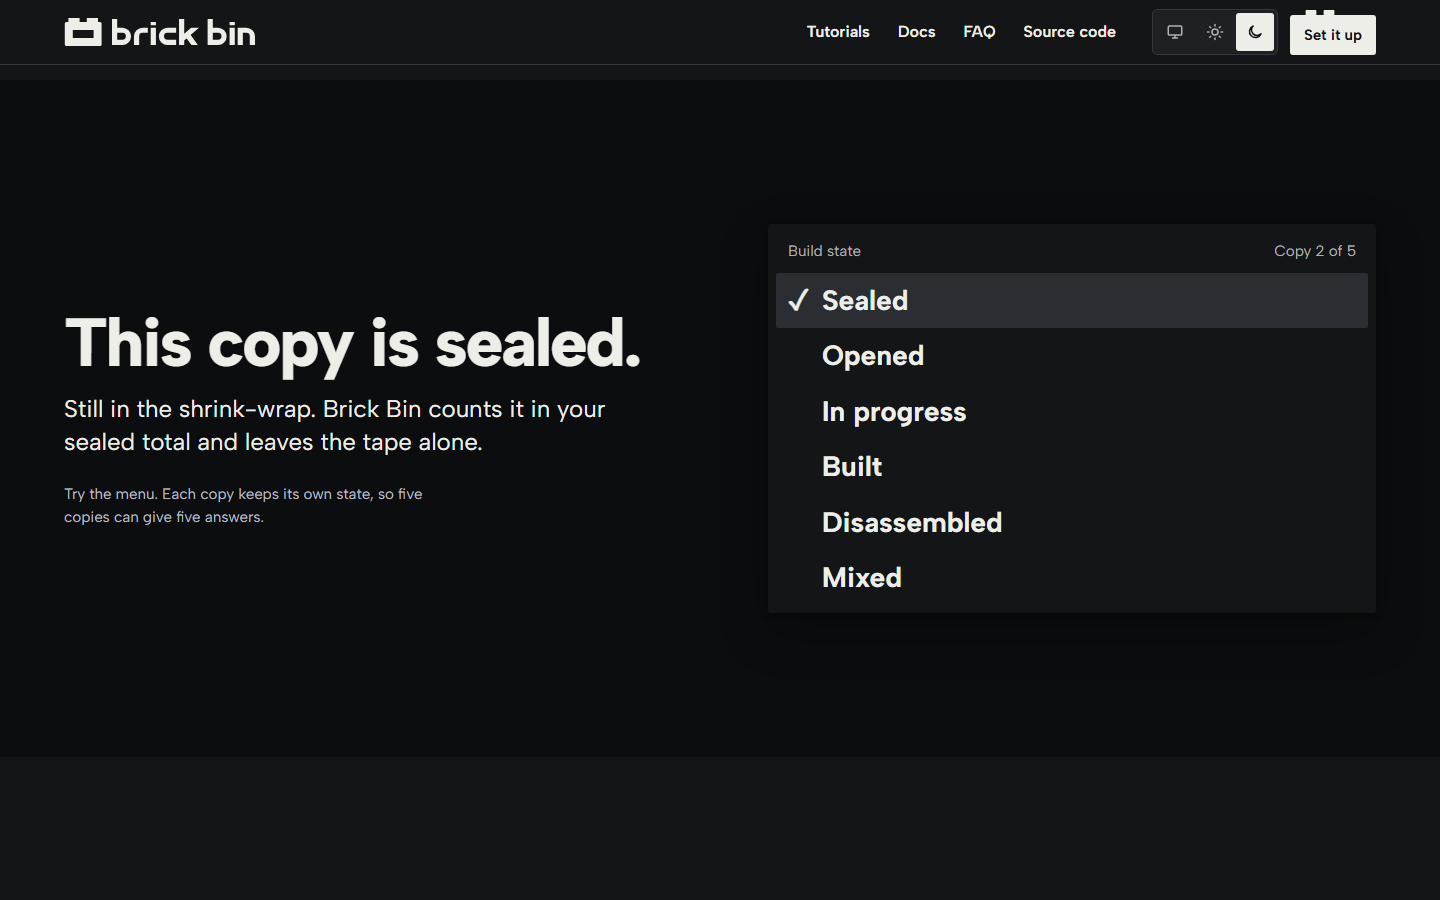 brick bin
Tutorials
Docs
FAQ
Source code
Set it up
This copy is sealed.
Still in the shrink-wrap. Brick Bin counts it in your
sealed total and leaves the tape alone.
Try the menu. Each copy keeps its own state, so five
copies can give five answers.
Build state
Copy 2 of 5
✓ Sealed
Opened
In progress
Built
Disassembled
Mixed